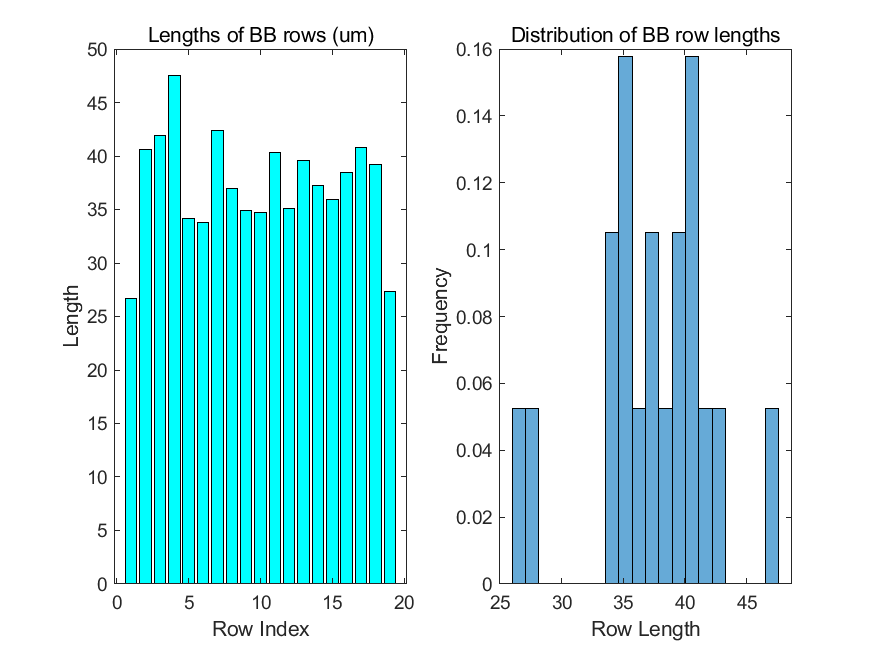 Lengths of BB rows (um)
50
45
40
35
30
25
20
15
10
5
0
Length
0 5 10 15 20
Row Index
Distribution of BB row lengths
0.16
0.14
0.12
0.1
0.08
0.06
0.04
0.02
0
Frequency
25 30 35 40 45
Row Length